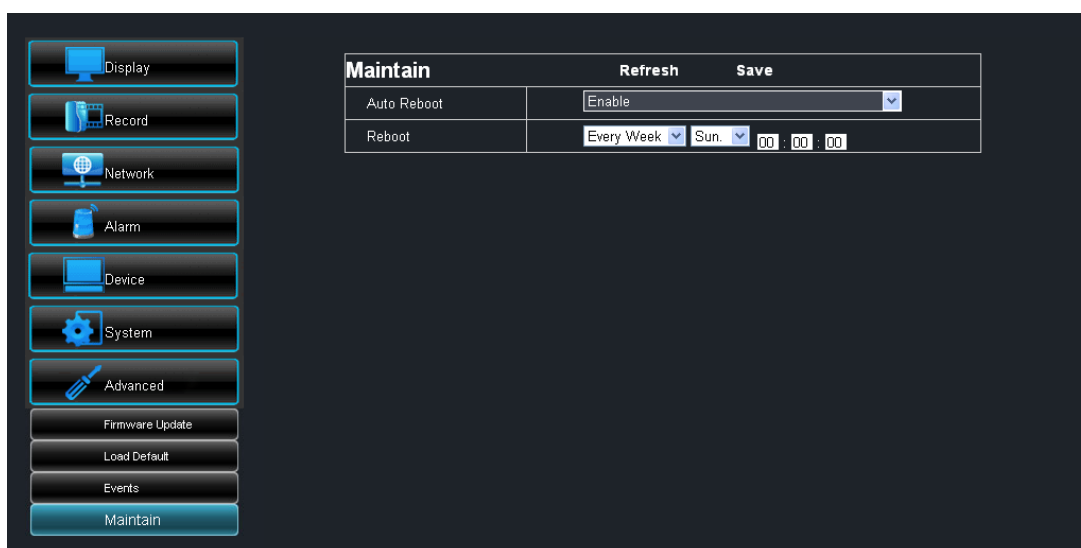 Display
Record
Network
Alarm
Device
System
Advanced
Firmware Update
Load Default
Events
Maintain
Maintain Refresh Save
Auto Reboot Enable
Reboot Every Week Sun. 00 : 00 : 00